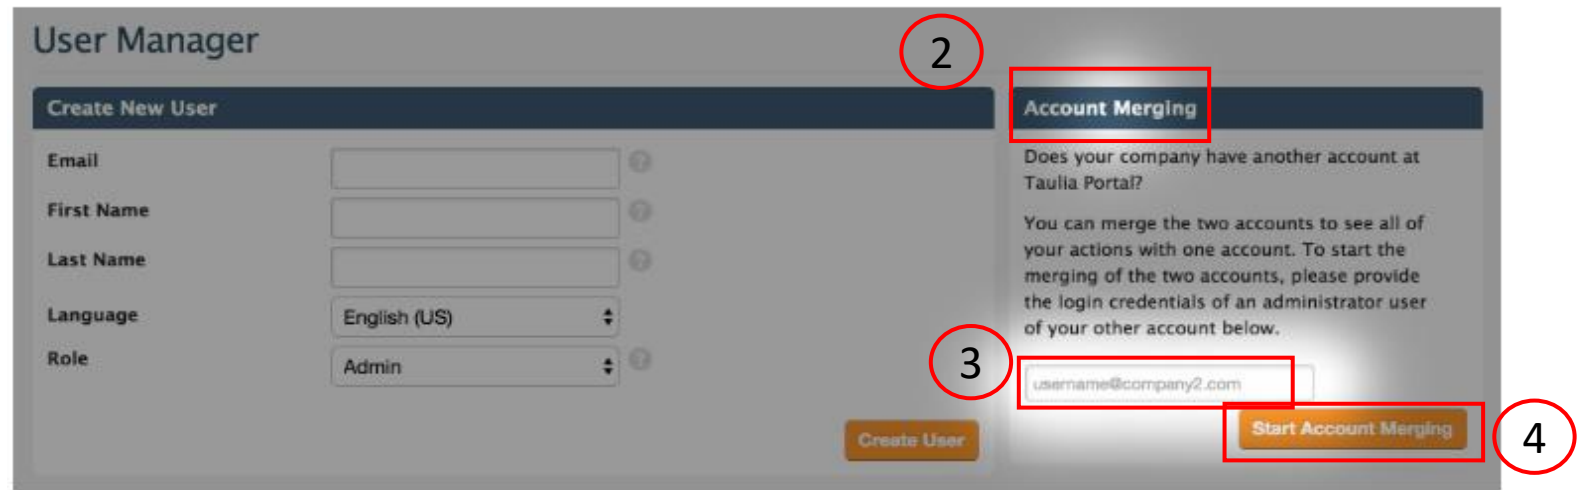 User Manager
2
Create New User
Email
First Name
Last Name
Language
English (US)
Role
Admin
Create User
Account Merging
Does your company have another account at
Taulia Portal?
You can merge the two accounts to see all of
your actions with one account. To start the
merging of the two accounts, please provide
the login credentials of an administrator user
of your other account below.
3
username@company2.com
Start Account Merging
4